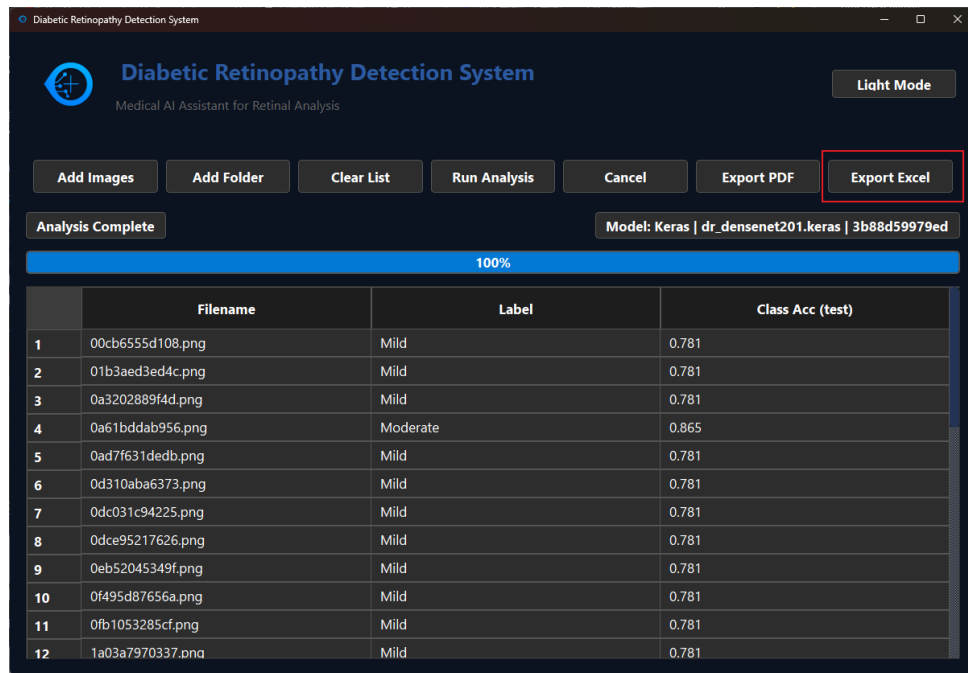 Diabetic Retinopathy Detection System
Diabetic Retinopathy Detection System
Medical AI Assistant for Retinal Analysis
Light Mode
Add Images Add Folder Clear List Run Analysis Cancel Export PDF Export Excel
Analysis Complete Model: Keras | dr_densenet201.keras | 3b88d59979ed
100%
Filename Label Class Acc (test)
1 00cb6555d108.png Mild 0.781
2 01b3aed3ed4c.png Mild 0.781
3 0a3202889f4d.png Mild 0.781
4 0a61bddab956.png Moderate 0.865
5 0ad7f631dedb.png Mild 0.781
6 0d310aba6373.png Mild 0.781
7 0dc031c94225.png Mild 0.781
8 0dce95217626.png Mild 0.781
9 0eb52045349f.png Mild 0.781
10 0f495d87656a.png Mild 0.781
11 0fb1053285cf.png Mild 0.781
12 1a03a7970337.png Mild 0.781